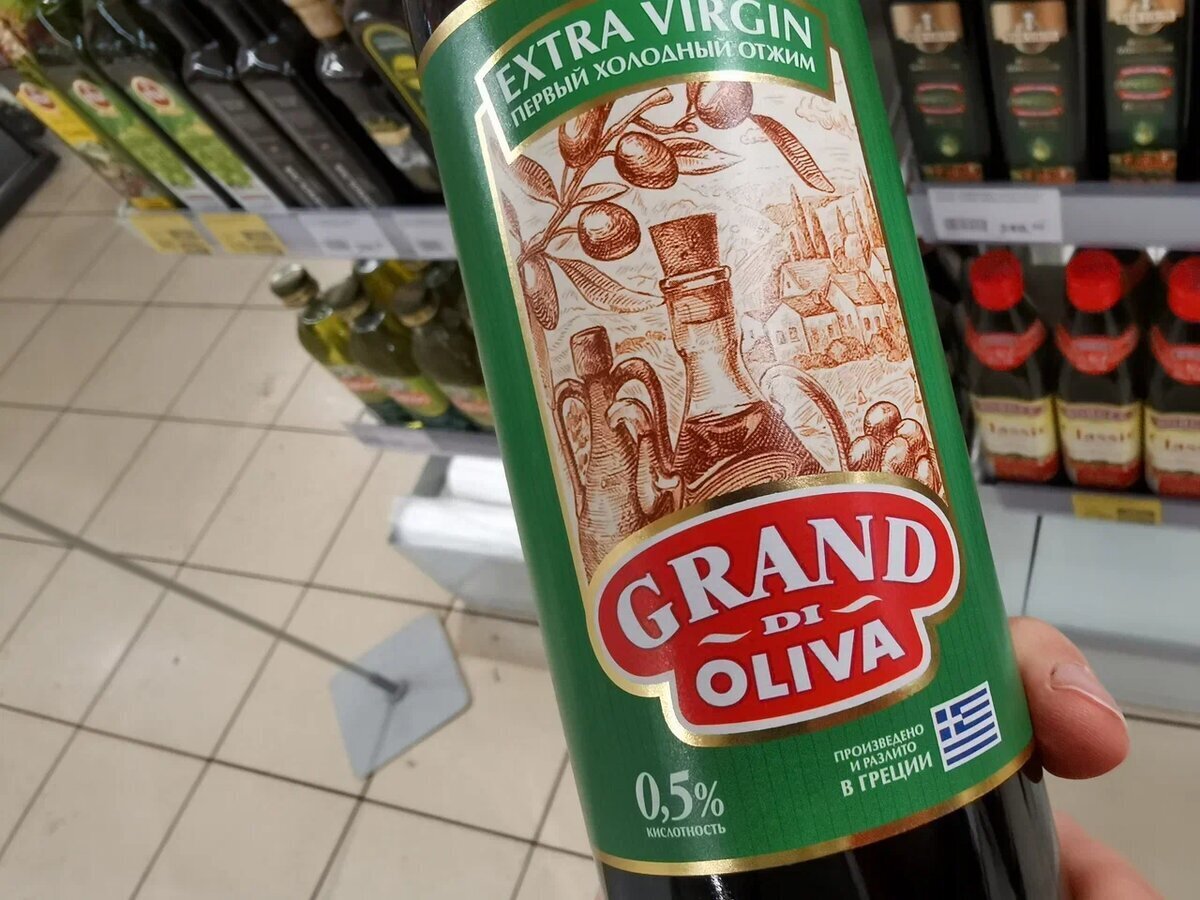 EXTRA VIRGIN
ПЕРВЫЙ ХОЛОДНЫЙ ОТЖИМ
GRAND
DI
OLIVA
0,5%
КИСЛОТНОСТЬ
ПРОИЗВЕДЕНО
И РАЗЛИТО
В ГРЕЦИИ